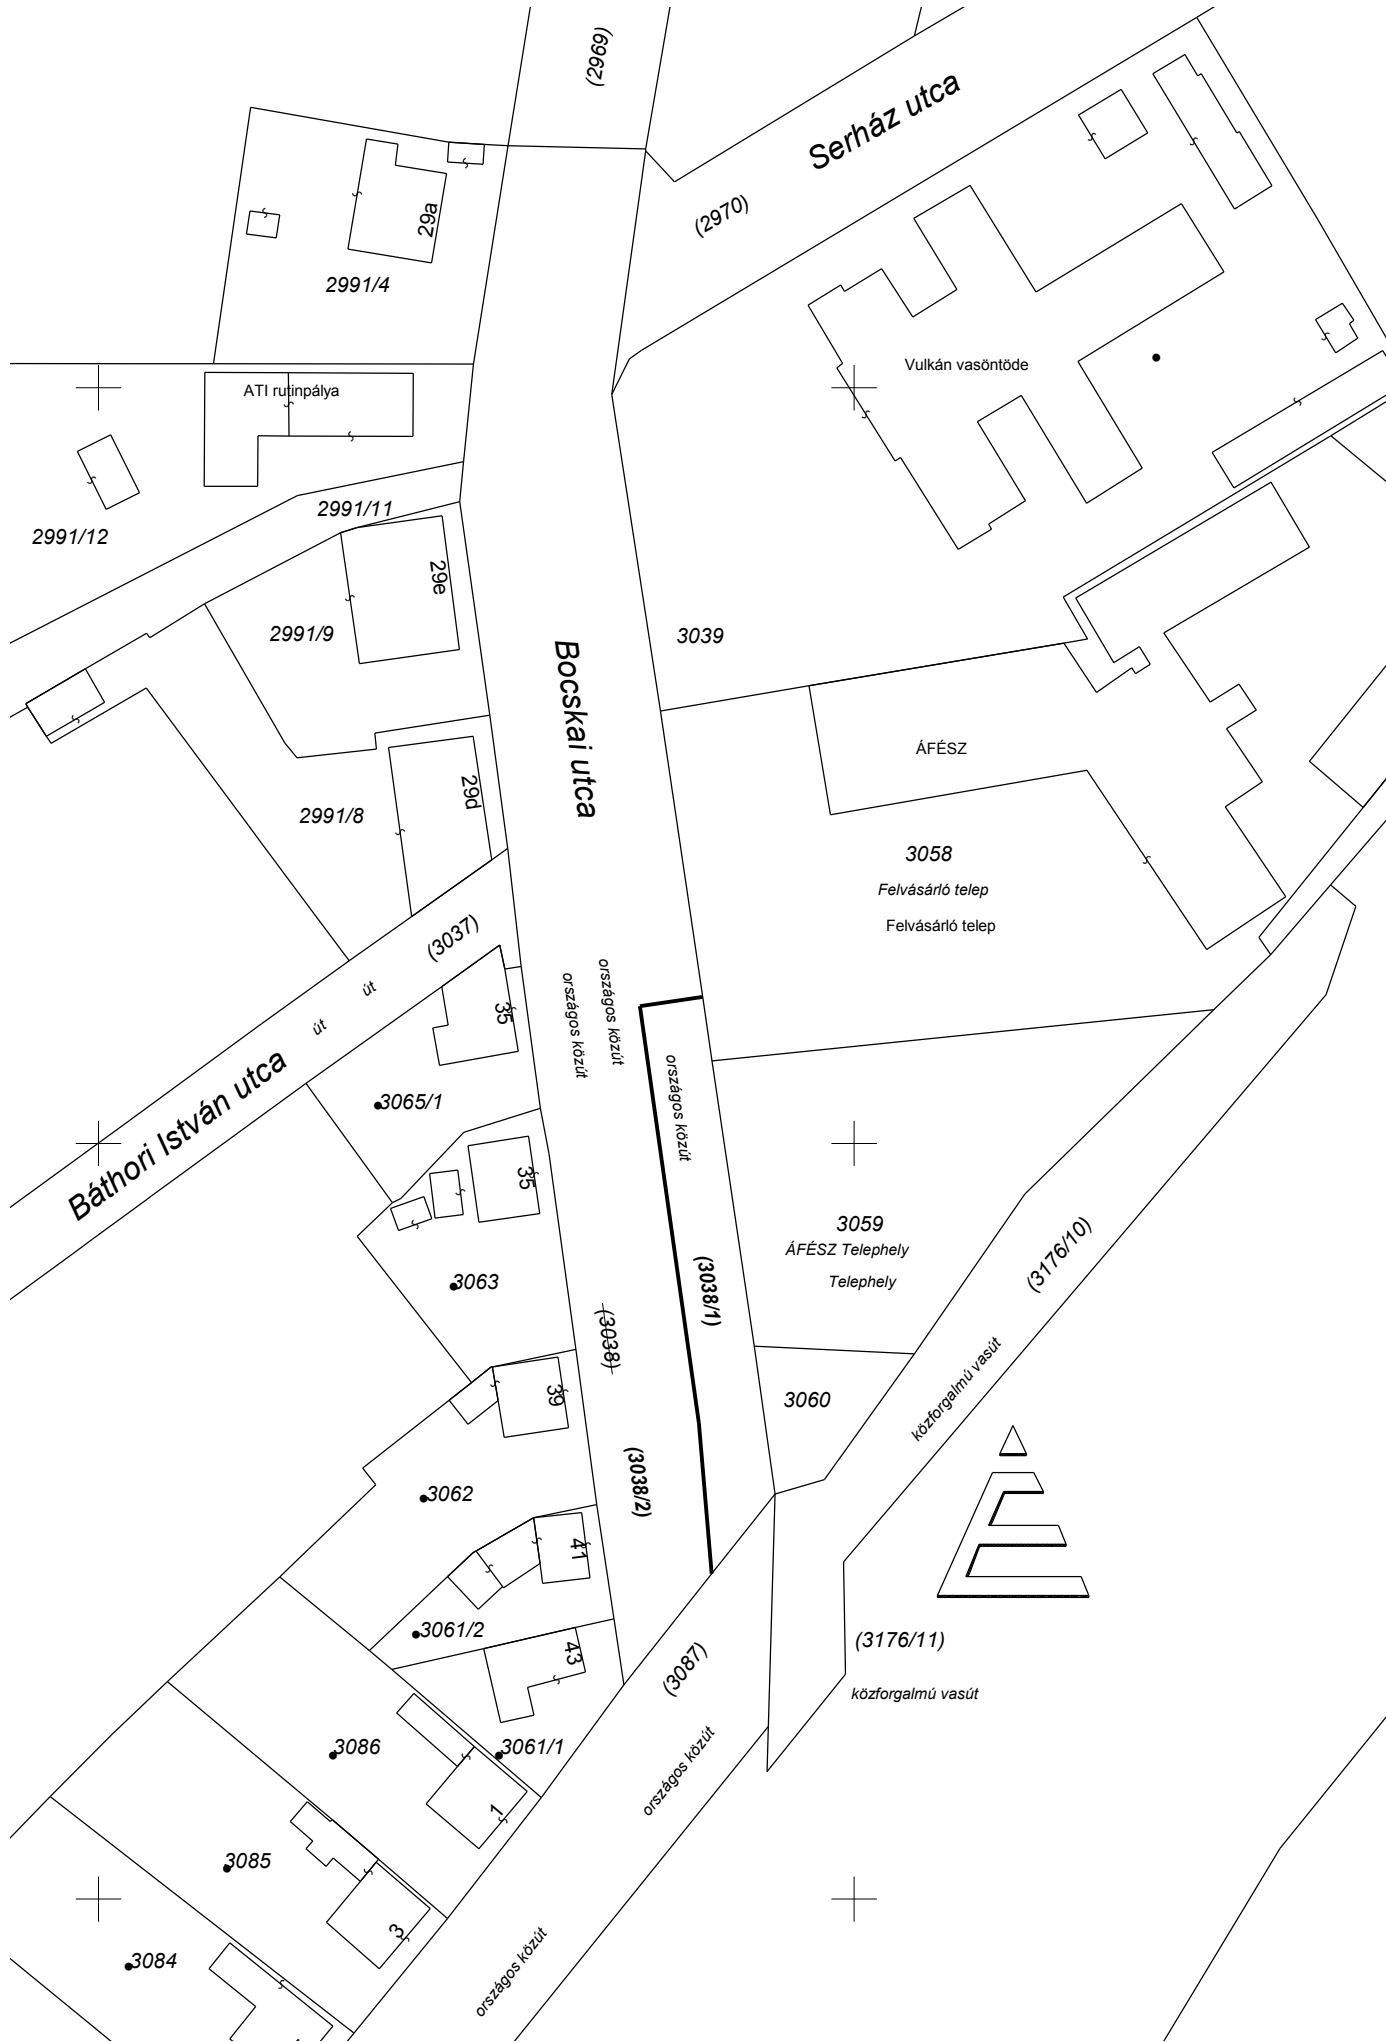 (2969)
Serház utca
(2970)
29a
2991/4
Vulkán vasöntöde
ATI rutinpálya
2991/11
2991/12
29e
2991/9
3039
Bocskai utca
ÁFÉSZ
29d
2991/8
3058
Felvásárló telep
Felvásárló telep
(3037)
út
út
országos közút
országos közút
35
országos közút
Báthori István utca
3065/1
35
3059
ÁFÉSZ Telephely
Telephely
(3176/10)
3063
(3038/1)
(3038)
39
3060
közforgalmú vasút
3062
(3038/2)
41
3061/2
43
(3176/11)
(3087)
közforgalmú vasút
3086
3061/1
országos közút
1
3085
3
3084
országos közút